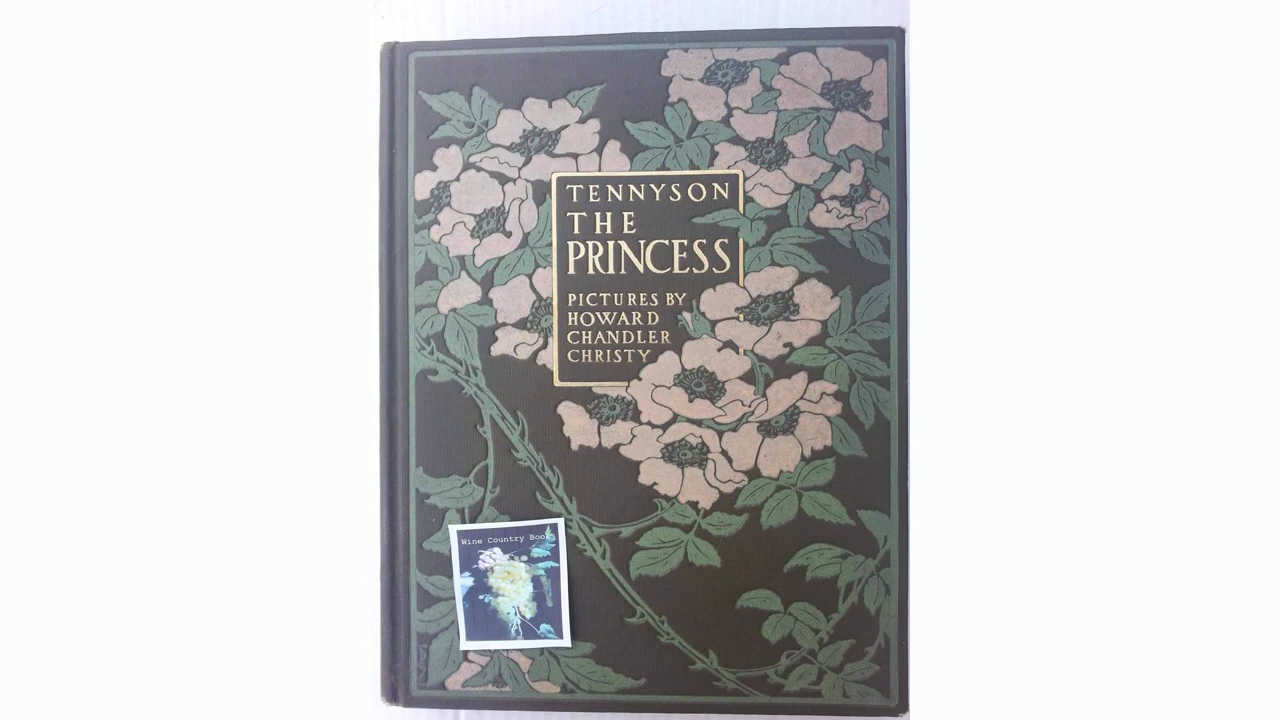 TENNYSON
THE
PRINCESS
PICTURES BY
HOWARD
CHANDLER
CHRISTY
Wine Country Books